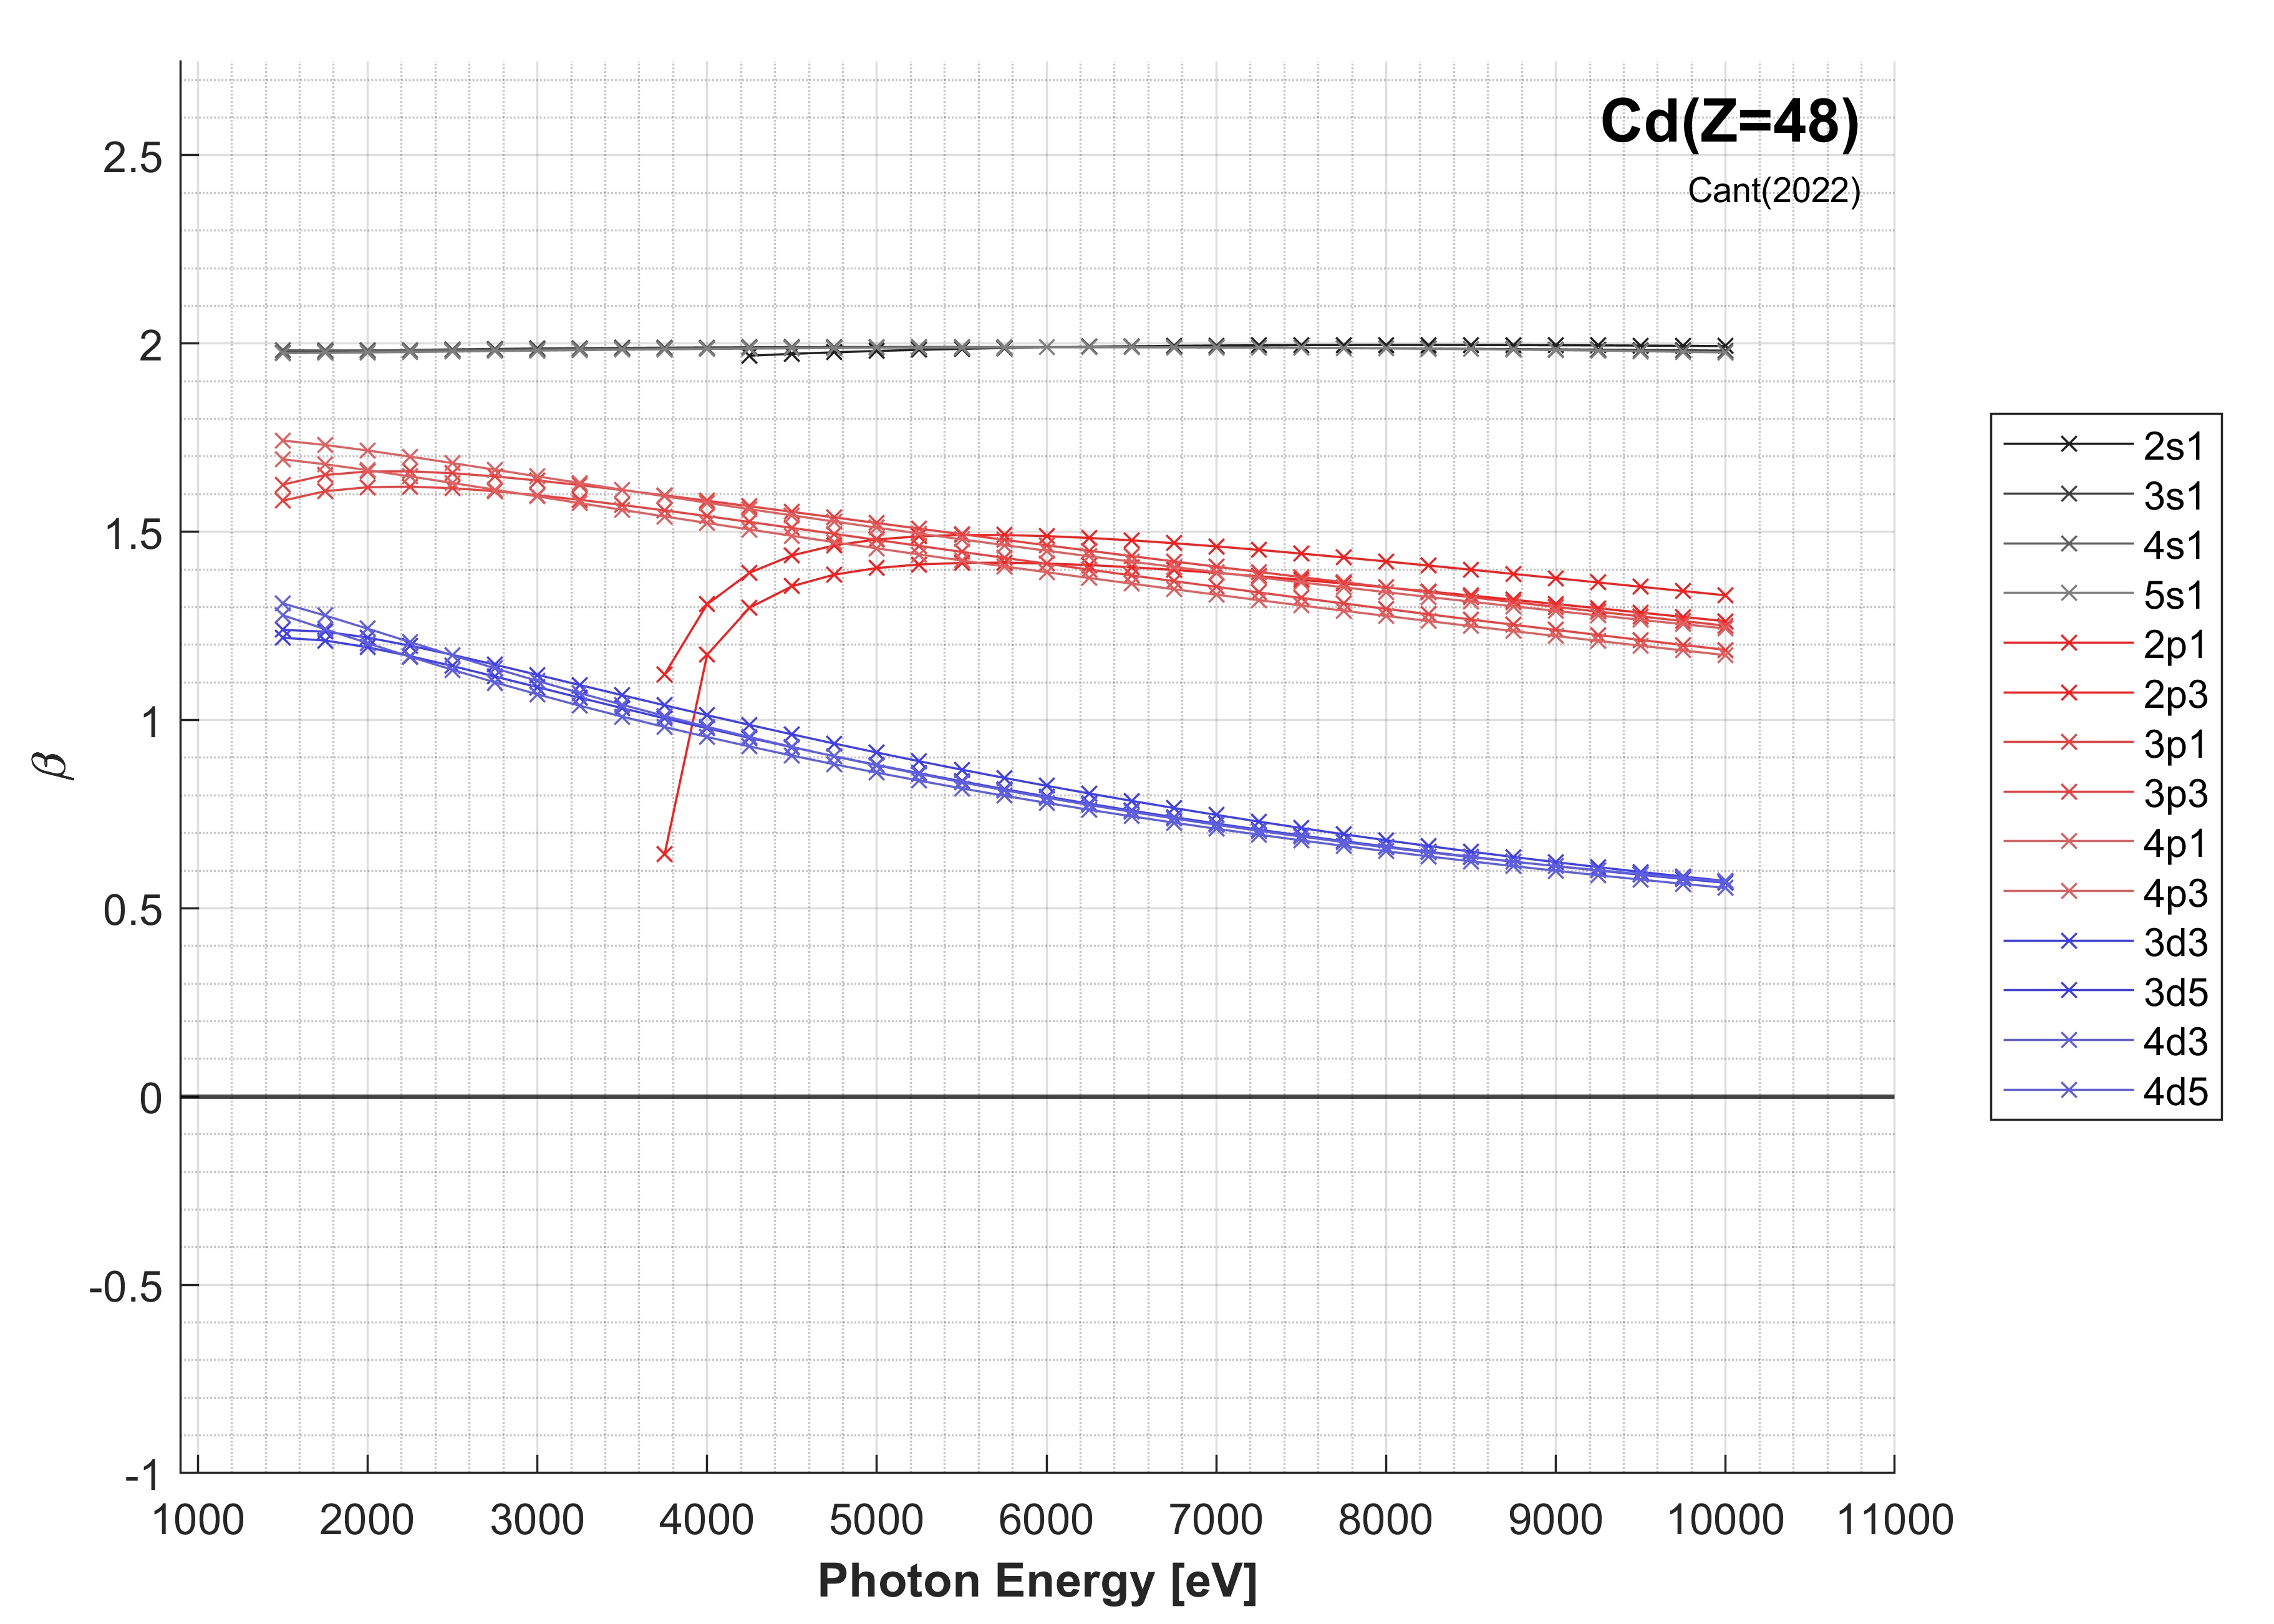 Cd(Z=48)
Cant(2022)
2.5
2
1.5
1
0.5
0
-0.5
-1
β
1000 2000 3000 4000 5000 6000 7000 8000 9000 10000 11000
Photon Energy [eV]
2s1
3s1
4s1
5s1
2p1
2p3
3p1
3p3
4p1
4p3
3d3
3d5
4d3
4d5